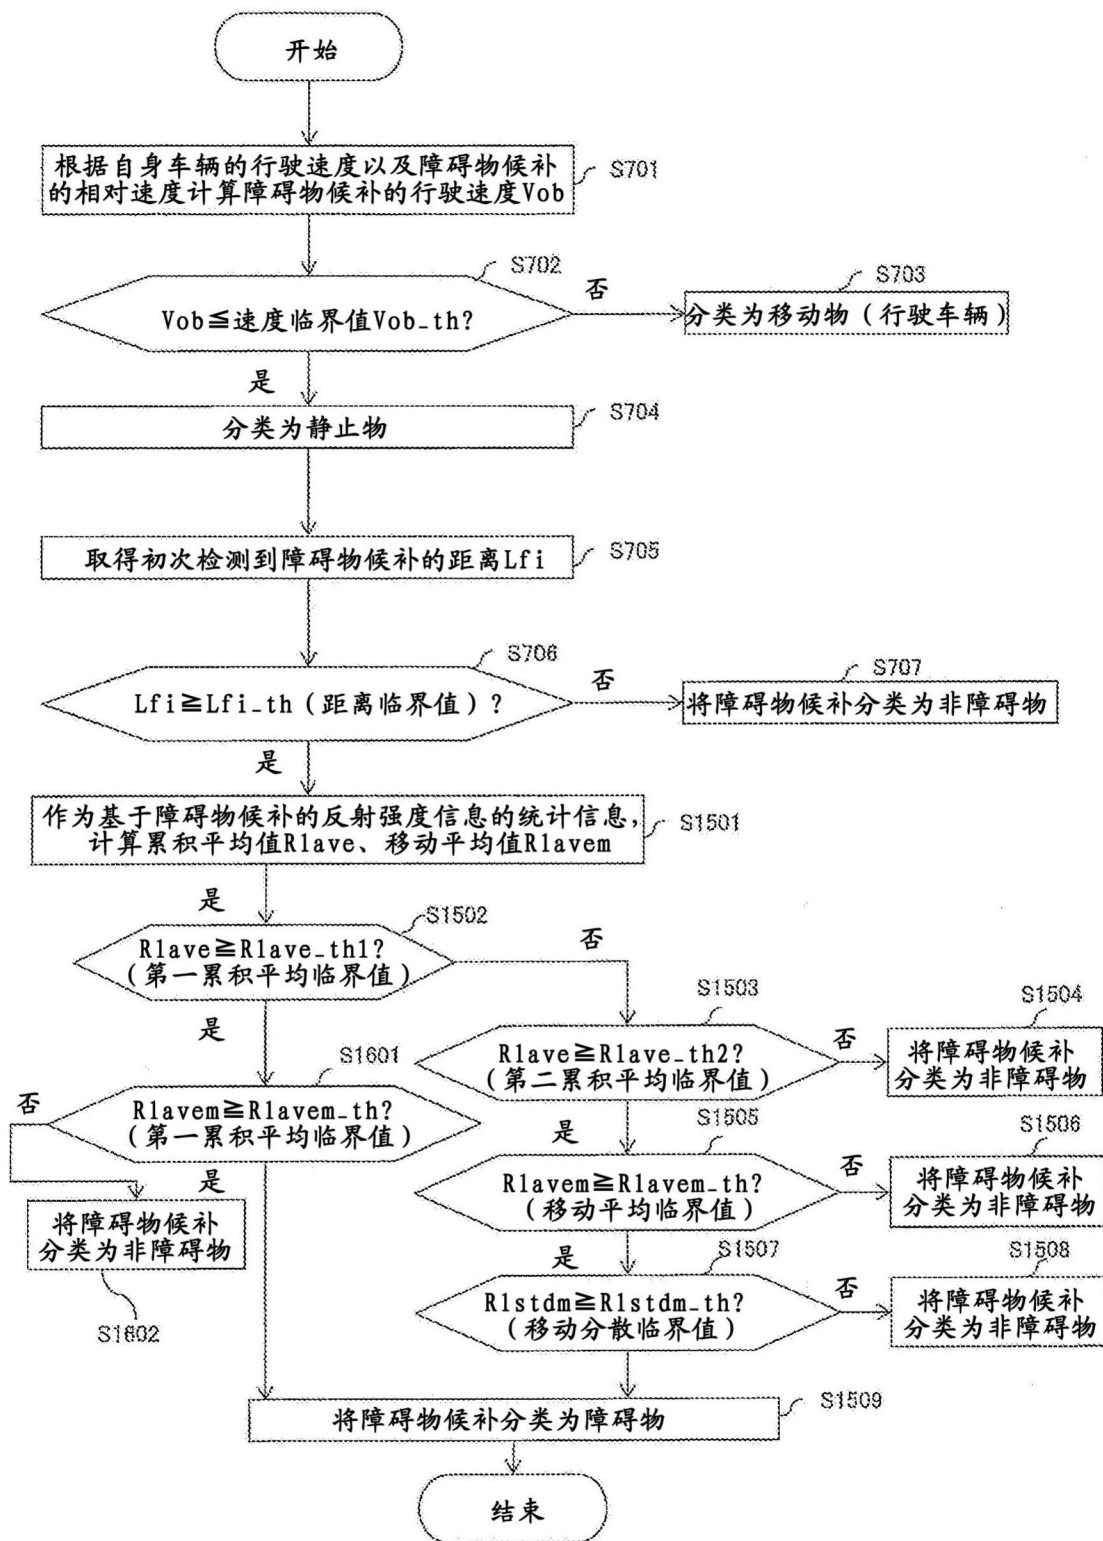 开始
根据自身车辆的行驶速度以及障碍物候补
的相对速度计算障碍物候补的行驶速度Vob
S701
S702
Vob≦速度临界值Vob_th?
否
S703
分类为移动物（行驶车辆）
是
分类为静止物
S704
取得初次检测到障碍物候补的距离Lfi
S705
S706
Lfi≧Lfi_th（距离临界值）?
否
S707
将障碍物候补分类为非障碍物
是
作为基于障碍物候补的反射强度信息的统计信息,
计算累积平均值Rlave、移动平均值Rlavem
S1501
是
S1502
Rlave≧Rlave_th1?
（第一累积平均临界值）
否
是
S1503
Rlave≧Rlave_th2?
（第二累积平均临界值）
否
S1504
将障碍物候补
分类为非障碍物
S1601
Rlavem≧Rlavem_th?
（第一累积平均临界值）
否
是
将障碍物候补
分类为非障碍物
S1602
是
S1505
Rlavem≧Rlavem_th?
（移动平均临界值）
否
S1506
将障碍物候补
分类为非障碍物
是
S1507
Rlstdm≧Rlstdm_th?
（移动分散临界值）
否
S1508
将障碍物候补
分类为非障碍物
将障碍物候补分类为障碍物
S1509
结束